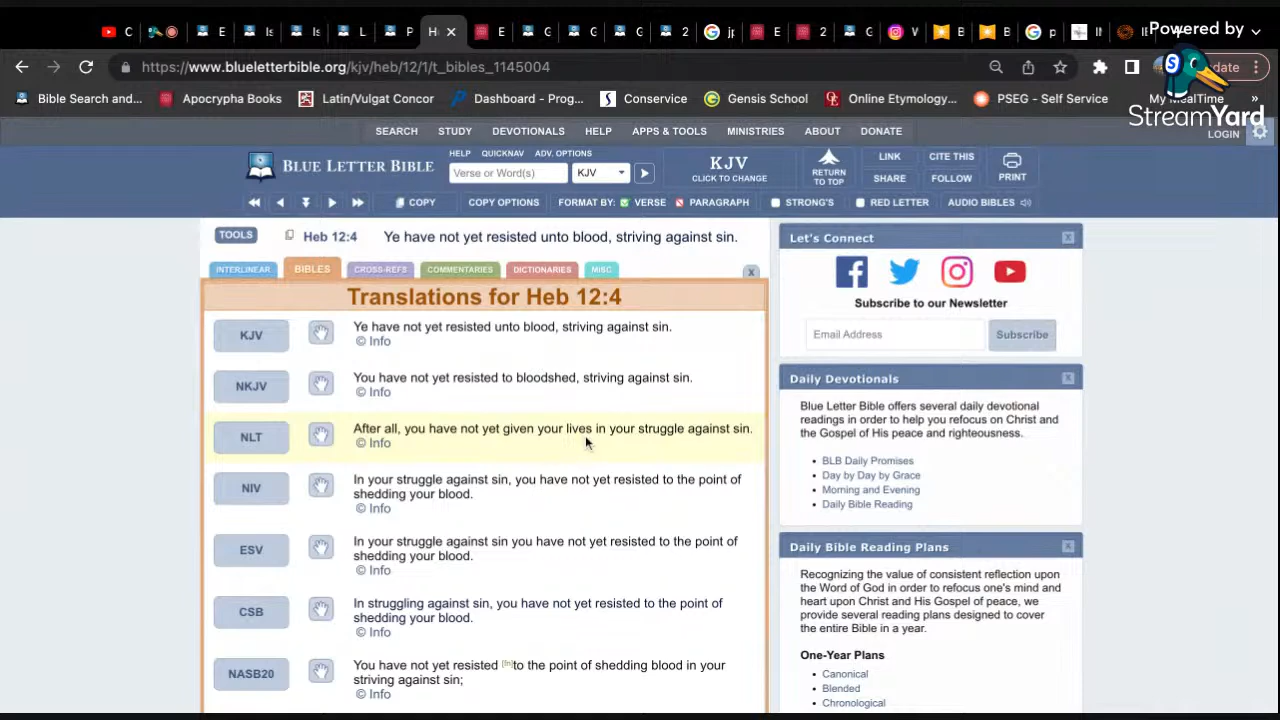 C E Is Is L P He E G G G 2 jp E 2 G V B B p
Powered by
https://www.blueletterbible.org/kjv/heb/12/1/t_bibles_1145004
StreamYard
Bible Search and... Apocrypha Books Latin/Vulgat Concor Dashboard - Prog... Conservice Gensis School Online Etymology... PSEG - Self Service My MealTime »
SEARCH STUDY DEVOTIONALS HELP APPS & TOOLS MINISTRIES ABOUT DONATE
LOGIN
BLUE LETTER BIBLE
HELP QUICKNAV ADV. OPTIONS
Verse or Word(s) KJV
KJV
CLICK TO CHANGE
RETURN
TO TOP
LINK CITE THIS
SHARE FOLLOW
PRINT
COPY COPY OPTIONS FORMAT BY: VERSE PARAGRAPH STRONG'S RED LETTER AUDIO BIBLES
TOOLS Heb 12:4 Ye have not yet resisted unto blood, striving against sin.
INTERLINEAR BIBLES CROSS-REFS COMMENTARIES DICTIONARIES MISC X
Translations for Heb 12:4
KJV Ye have not yet resisted unto blood, striving against sin.
© Info
NKJV You have not yet resisted to bloodshed, striving against sin.
© Info
NLT After all, you have not yet given your lives in your struggle against sin.
© Info
NIV In your struggle against sin, you have not yet resisted to the point of
shedding your blood.
© Info
ESV In your struggle against sin you have not yet resisted to the point of
shedding your blood.
© Info
CSB In struggling against sin, you have not yet resisted to the point of
shedding your blood.
© Info
NASB20 You have not yet resisted [fn]to the point of shedding blood in your
striving against sin;
© Info
Let's Connect X
Subscribe to our Newsletter
Email Address Subscribe
Daily Devotionals X
Blue Letter Bible offers several daily devotional
readings in order to help you refocus on Christ and
the Gospel of His peace and righteousness.
BLB Daily Promises
Day by Day by Grace
Morning and Evening
Daily Bible Reading
Daily Bible Reading Plans X
Recognizing the value of consistent reflection upon
the Word of God in order to refocus one's mind and
heart upon Christ and His Gospel of peace, we
provide several reading plans designed to cover
the entire Bible in a year.
One-Year Plans
Canonical
Blended
Chronological